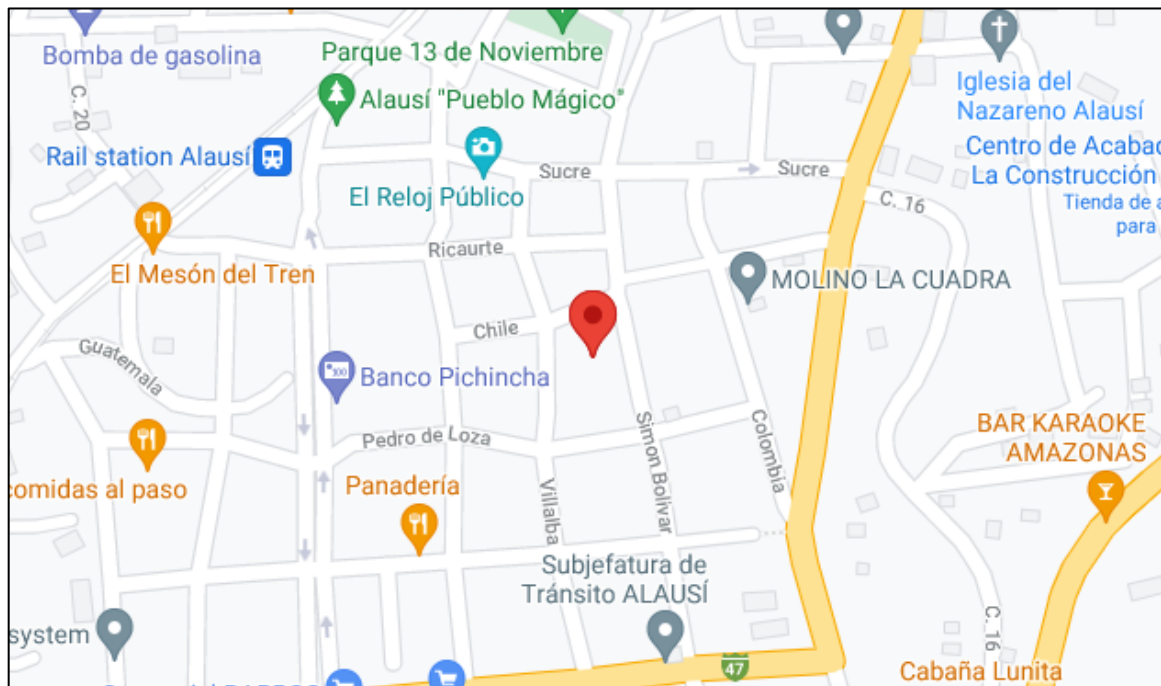 Bomba de gasolina
C. 20
Parque 13 de Noviembre
Alausí "Pueblo Mágico"
Iglesia del
Nazareno Alausí
Rail station Alausí
Sucre
Sucre
Centro de Acabad
La Construcción
Tienda de a
para
El Reloj Público
C. 16
Ricaurte
El Mesón del Tren
MOLINO LA CUADRA
Chile
Guatemala
300
Banco Pichincha
Simon Bolivar
Colombia
Pedro de Loza
BAR KARAOKE
AMAZONAS
comidas al paso
Panadería
Villalba
Subjefatura de
Tránsito ALAUSÍ
system
C. 16
47
Cabaña Lunita